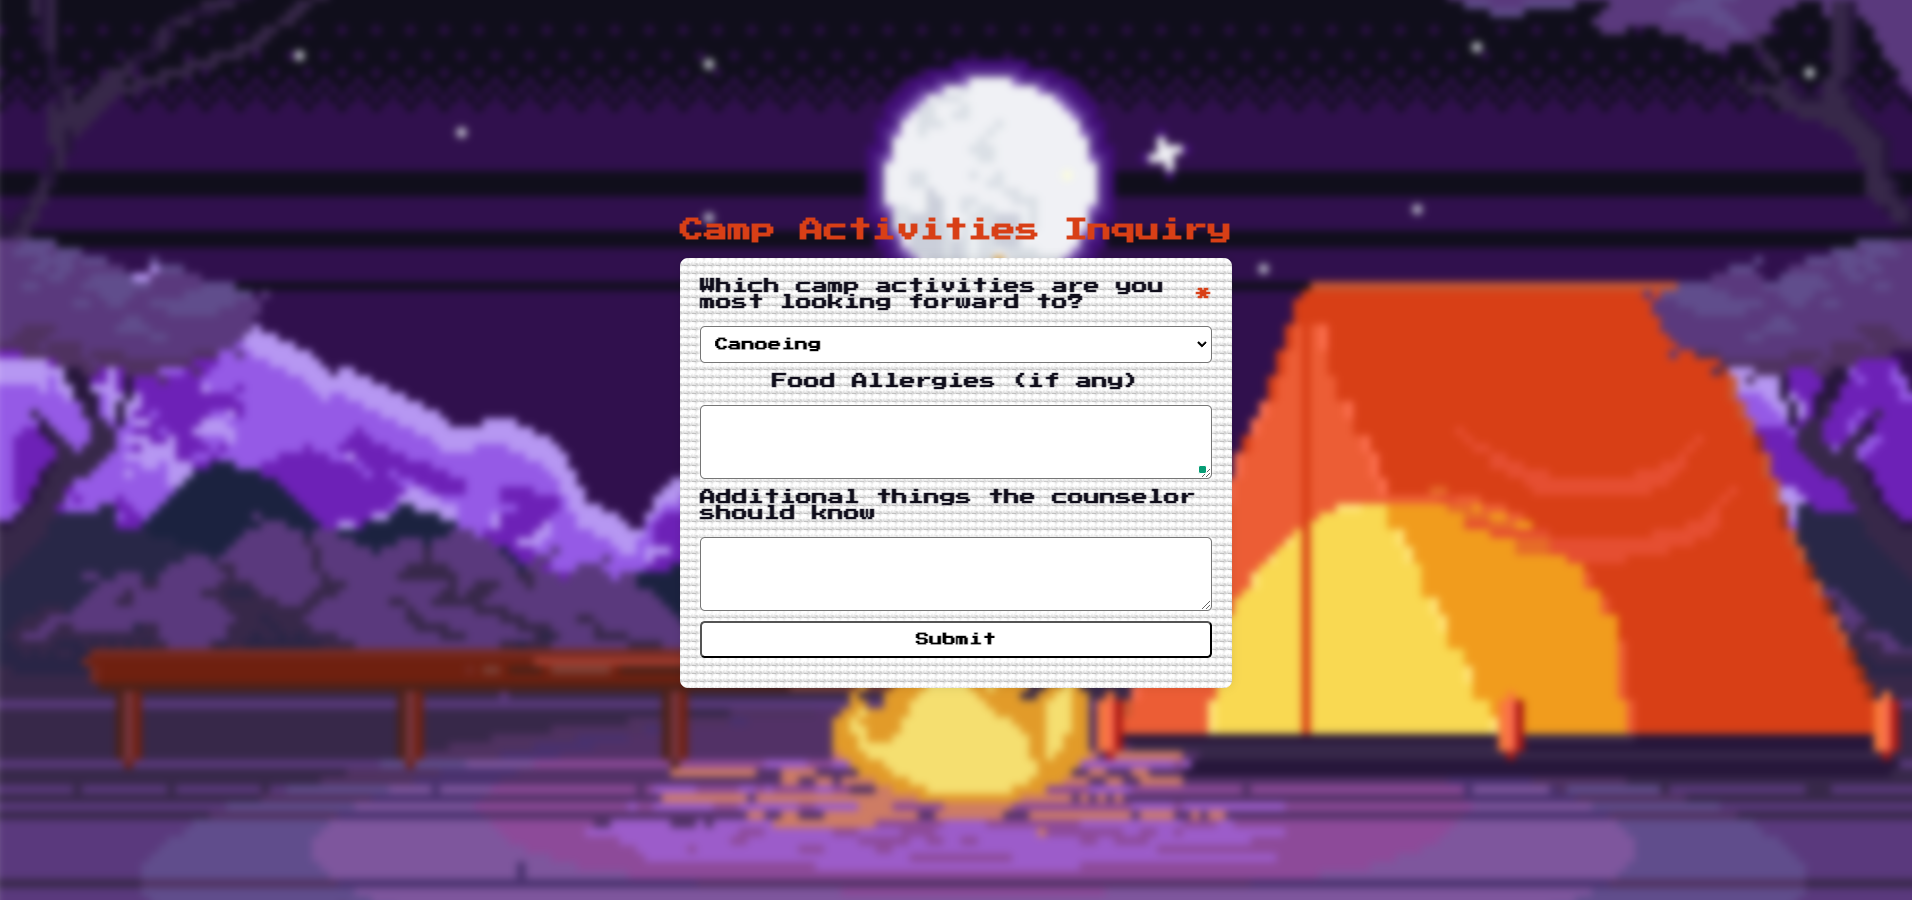 Camp Activities Inquiry
Which camp activities are you
most looking forward to?
*
Canoeing
Food Allergies (if any)
Additional things the counselor
should know
Submit